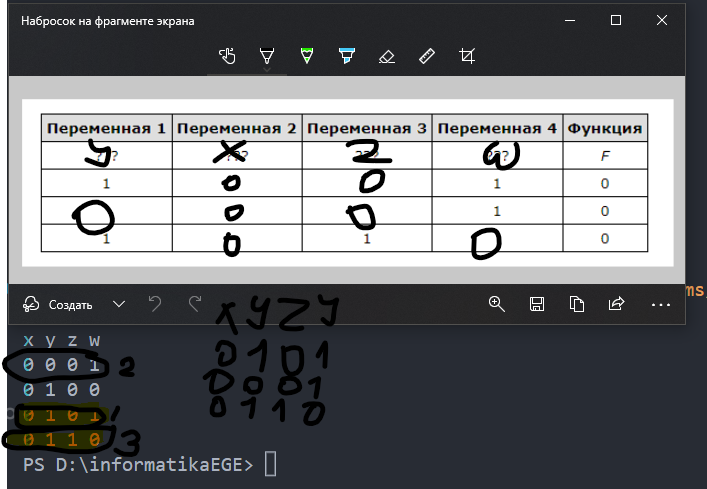 Набросок на фрагменте экрана
Переменная 1 Переменная 2 Переменная 3 Переменная 4 Функция
y x z w F
1 0 0 1 0
0 0 0 1 0
1 0 1 0 0
ms,
Создать
x y z y
0 1 0 1
0 0 0 1
0 1 1 0
x y z w
0 0 0 1 2
0 1 0 0
0 1 0 1 1
0 1 1 0 3
PS D:\informatikaEGE>